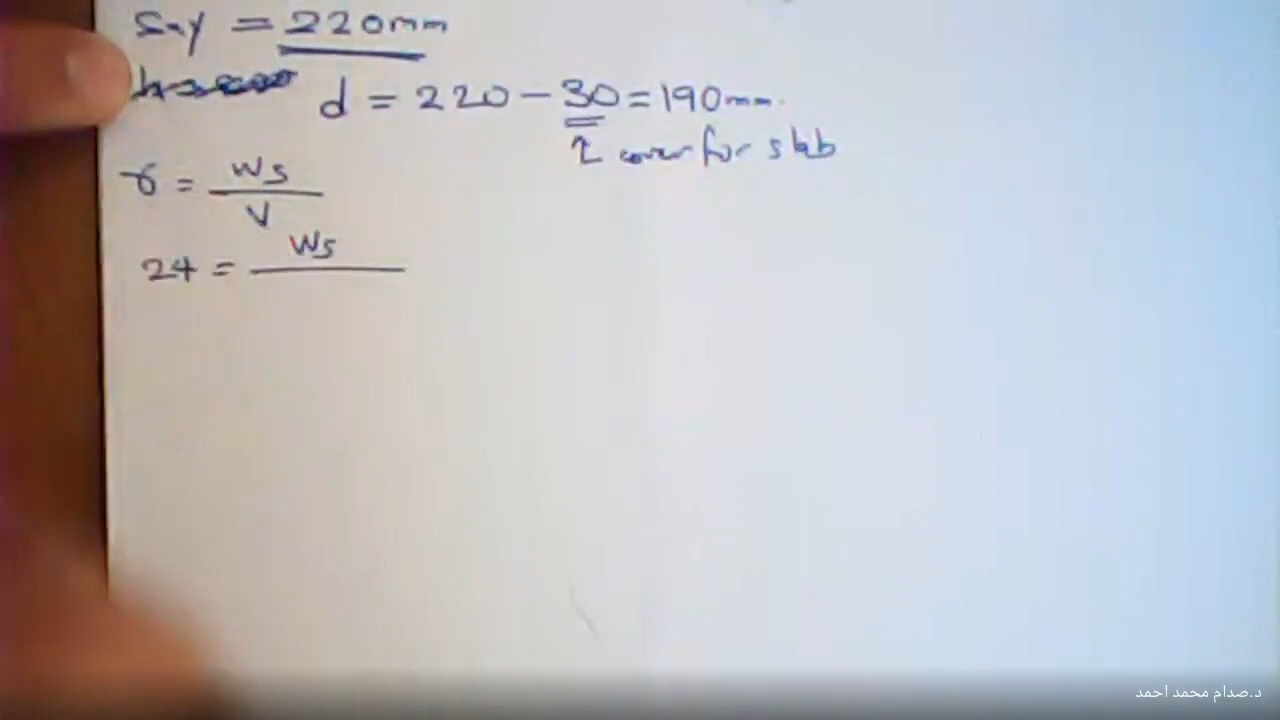 Say = 220mm
d = 220 - 30 = 190mm.
cover for slab
γ = Ws / V
24 = Ws
د.صدام محمد احمد